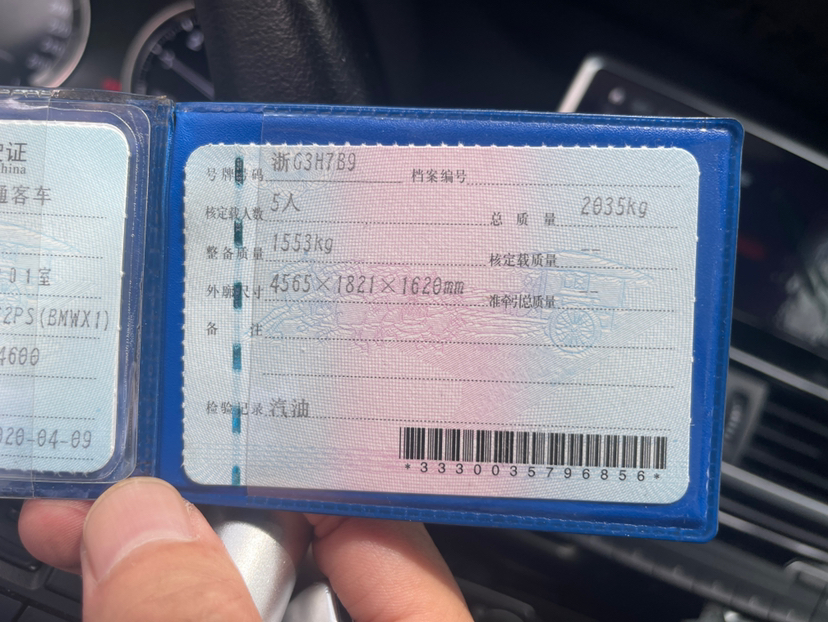 证
China
通客车
01室
2PS(BMWX1)
4600
020-04-09
号牌号码 浙G3H7B9 档案编号
核定载人数 5人 总质量 2035kg
整备质量 1553kg 核定载质量 --
外廓尺寸 4565×1821×1620mm 准牵引总质量 --
备注
检验记录 汽油
*3330035796856*